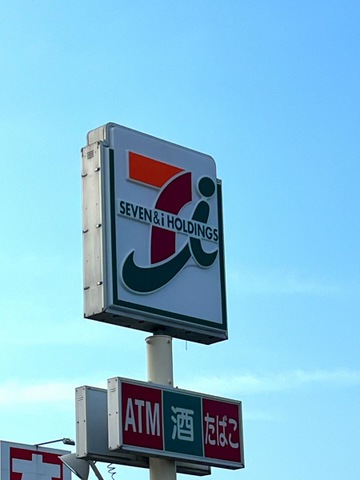 SEVEN & i HOLDINGS
ATM 酒 たばこ